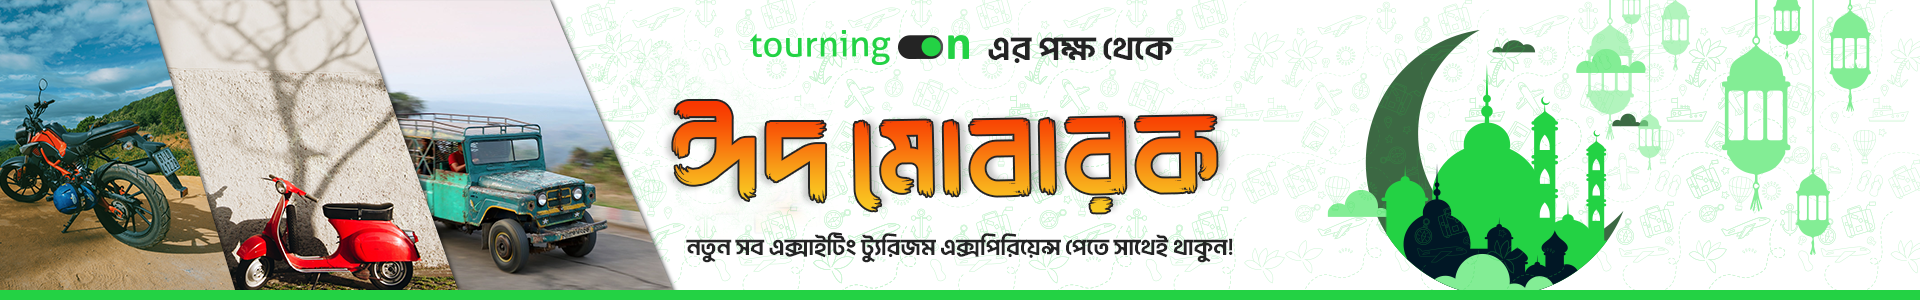 tourning on এর পক্ষ থেকে
ঈদ মোবারক
নতুন সব এক্সাইটিং ট্যুরিজম এক্সপিরিয়েন্স পেতে সাথেই থাকুন!